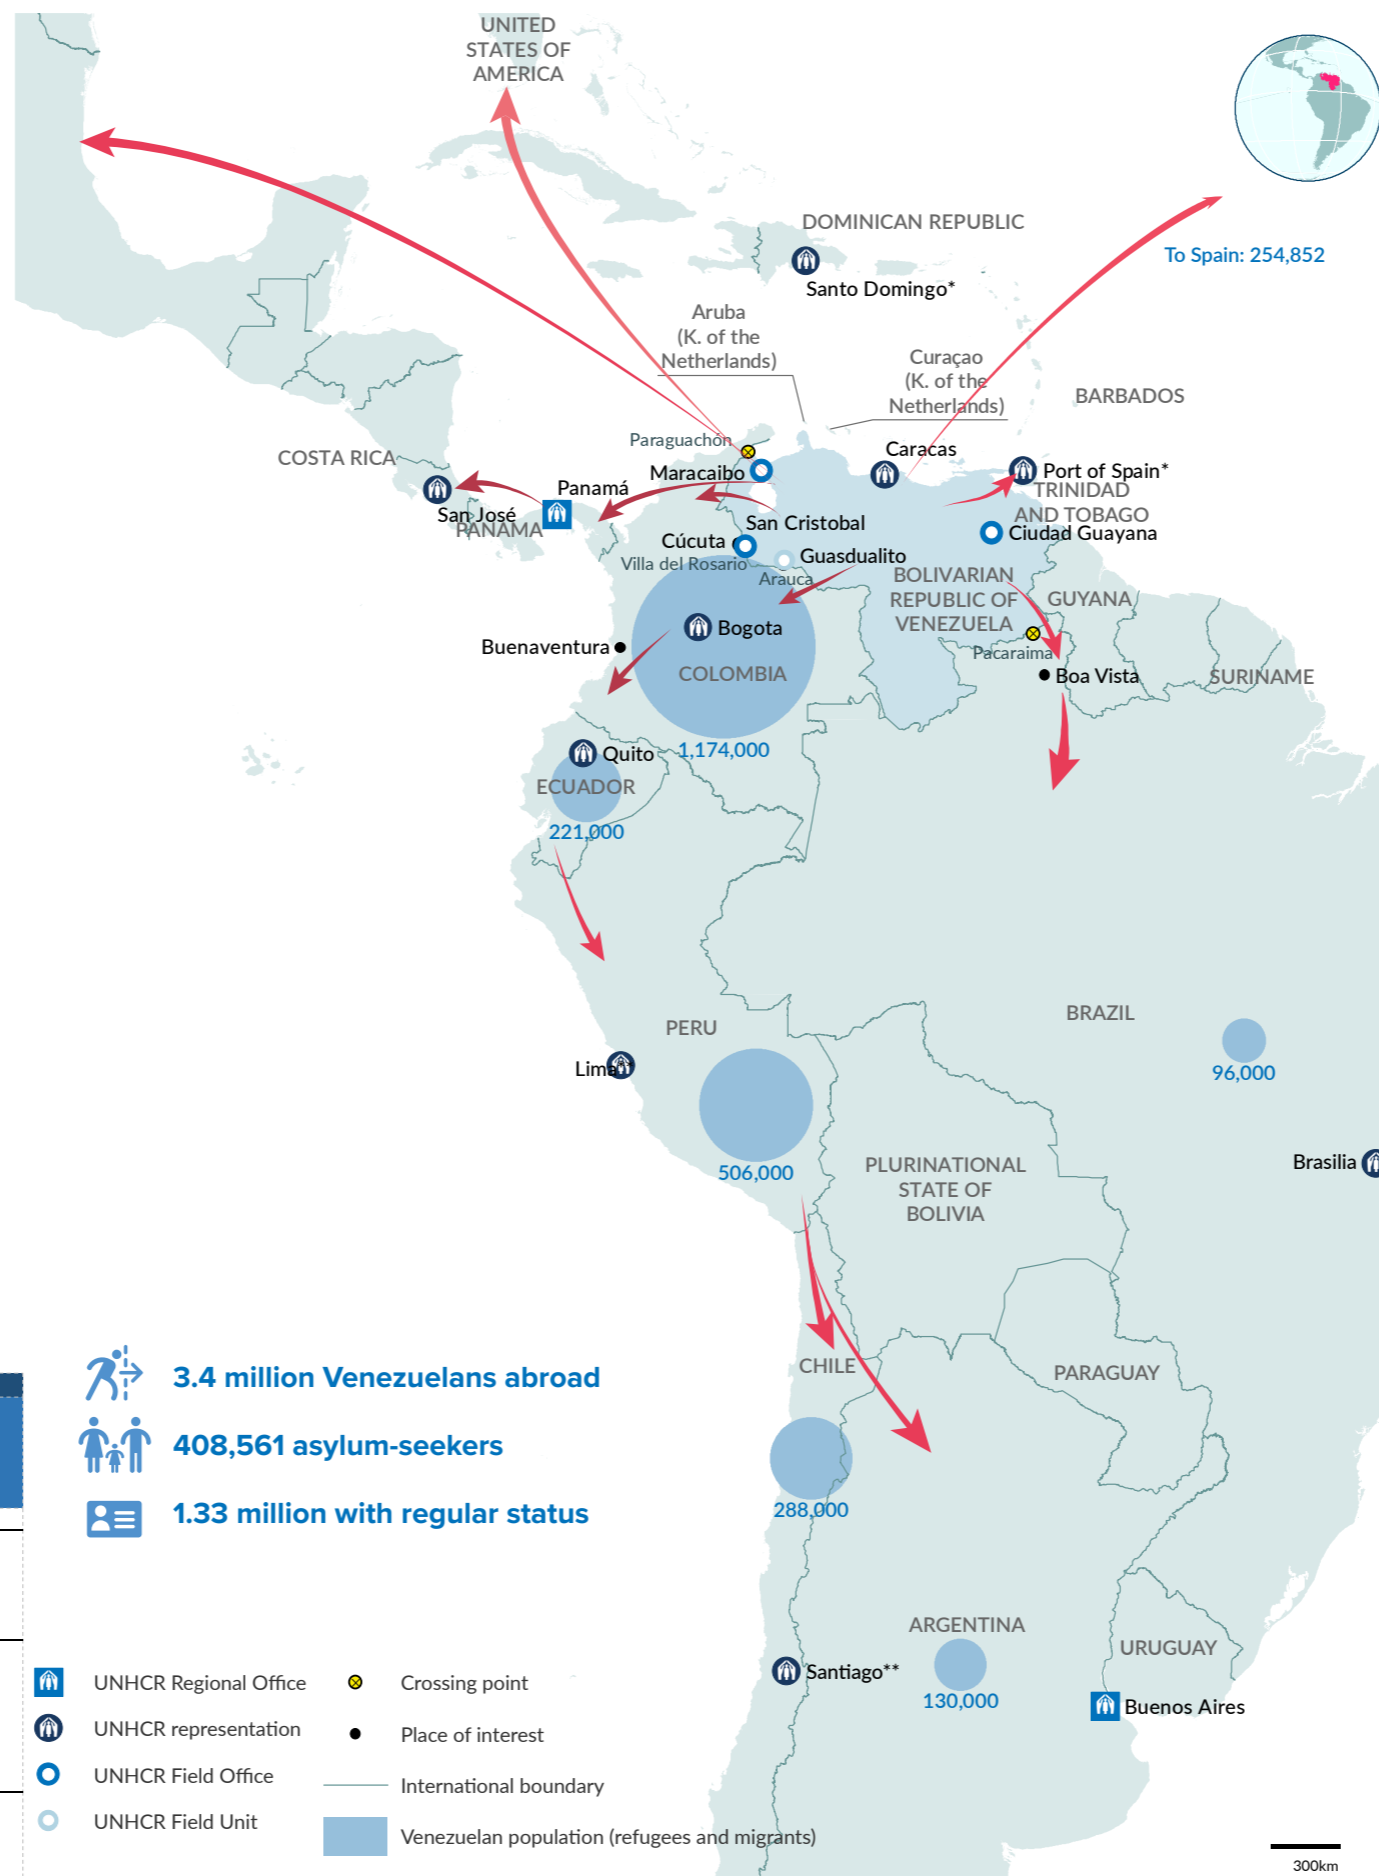 UNITED
STATES OF
AMERICA
DOMINICAN REPUBLIC
To Spain: 254,852
Santo Domingo*
Aruba
(K. of the
Netherlands)
Curaçao
(K. of the
Netherlands)
BARBADOS
Paraguachón
Caracas
COSTA RICA
Maracaibo
Port of Spain*
Panamá
TRINIDAD
AND TOBAGO
San José
PANAMA
San Cristobal
Ciudad Guayana
Cúcuta
Villa del Rosario
Guasdualito
Arauca
BOLIVARIAN
REPUBLIC OF
VENEZUELA
GUYANA
Bogota
Buenaventura
Pacaraima
COLOMBIA
Boa Vista
SURINAME
1,174,000
Quito
ECUADOR
221,000
BRAZIL
PERU
Lima
96,000
506,000
PLURINATIONAL
STATE OF
BOLIVIA
Brasilia
CHILE
PARAGUAY
3.4 million Venezuelans abroad
408,561 asylum-seekers
1.33 million with regular status
288,000
ARGENTINA
URUGUAY
Santiago**
130,000
Buenos Aires
UNHCR Regional Office
UNHCR representation
UNHCR Field Office
UNHCR Field Unit
Crossing point
Place of interest
International boundary
Venezuelan population (refugees and migrants)
300km